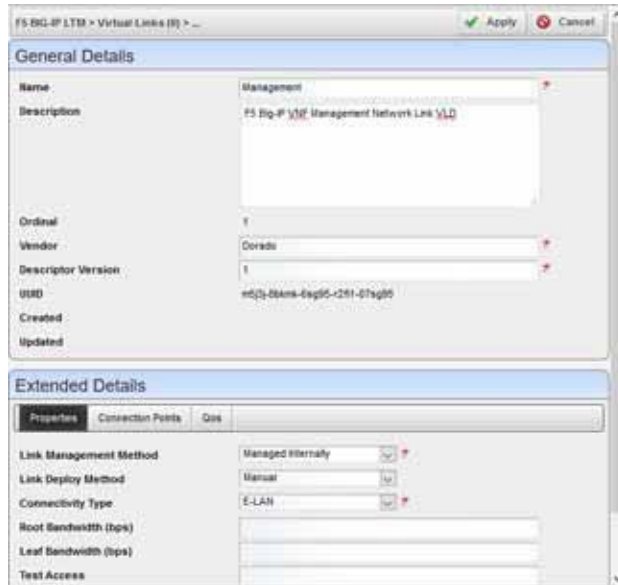 F5 BIG-IP LTM > Virtual Links (0) > ...
Apply
Cancel
General Details
Name Management *
Description F5 Big-IP VNF Management Network Link VLD
Ordinal 1
Vendor Dorado *
Descriptor Version 1 *
UUID
Created
Updated
Extended Details
Properties Connection Points Qos
Link Management Method Managed Internally *
Link Deploy Method Manual
Connectivity Type E-LAN *
Root Bandwidth (bps)
Leaf Bandwidth (bps)
Test Access